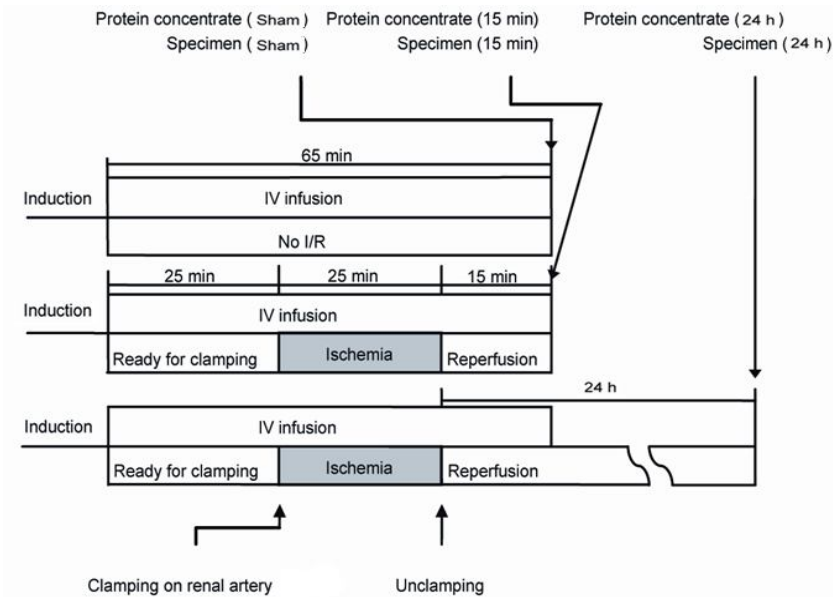 Protein concentrate ( Sham ) Protein concentrate (15 min) Protein concentrate ( 24 h )
Specimen ( Sham ) Specimen (15 min) Specimen ( 24 h )
65 min
Induction IV infusion
No I/R
25 min 25 min 15 min
Induction IV infusion
Ready for clamping Ischemia Reperfusion
24 h
Induction IV infusion
Ready for clamping Ischemia Reperfusion
Clamping on renal artery Unclamping